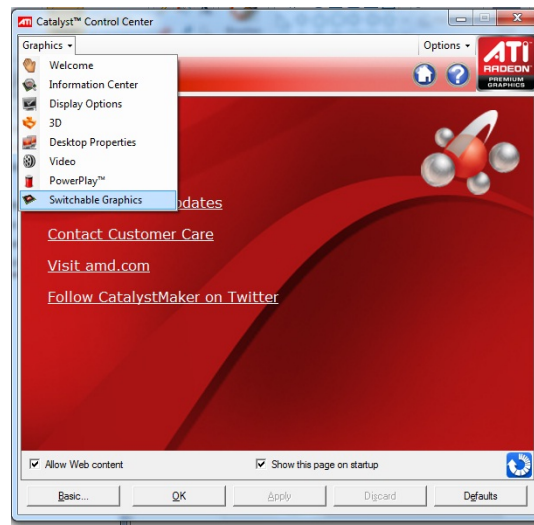 ATI Catalyst™ Control Center
Graphics
Options
ATI
RADEON
PREMIUM
GRAPHICS
Welcome
Information Center
Display Options
3D
Desktop Properties
Video
PowerPlay™
Switchable Graphics
pdates
Contact Customer Care
Visit amd.com
Follow CatalystMaker on Twitter
Allow Web content
Show this page on startup
Basic...
OK
Apply
Discard
Defaults